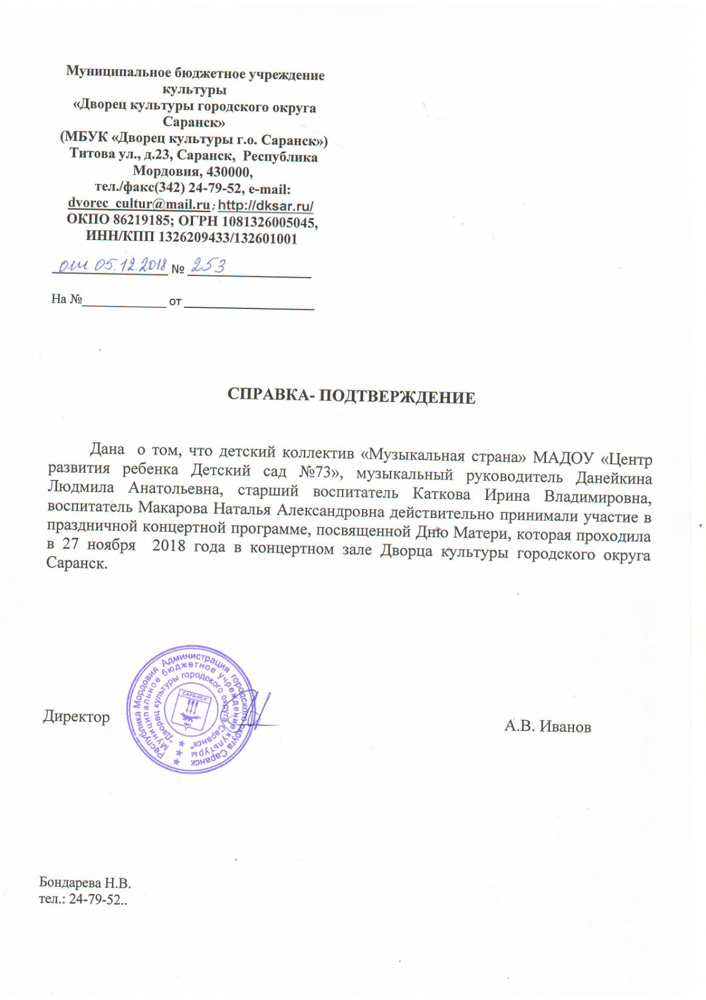 Муниципальное бюджетное учреждение
культуры
«Дворец культуры городского округа
Саранск»
(МБУК «Дворец культуры г.о. Саранск»)
Титова ул., д.23, Саранск, Республика
Мордовия, 430000,
тел./факс(342) 24-79-52, e-mail:
dvorec_cultur@mail.ru; http://dksar.ru/
ОКПО 86219185; ОГРН 1081326005045,
ИНН/КПП 1326209433/132601001
от 05.12.2018 № 253
На №____________ от ___________________
СПРАВКА- ПОДТВЕРЖДЕНИЕ
Дана о том, что детский коллектив «Музыкальная страна» МАДОУ «Центр
развития ребенка Детский сад №73», музыкальный руководитель Данейкина
Людмила Анатольевна, старший воспитатель Каткова Ирина Владимировна,
воспитатель Макарова Наталья Александровна действительно принимали участие в
праздничной концертной программе, посвященной Дню Матери, которая проходила
в 27 ноября 2018 года в концертном зале Дворца культуры городского округа
Саранск.
Республика Мордовия Администрация городского округа Саранск
Муниципальное бюджетное учреждение культуры
"Дворец культуры городского округа Саранск"
САРАНСК
Директор
А.В. Иванов
Бондарева Н.В.
тел.: 24-79-52..